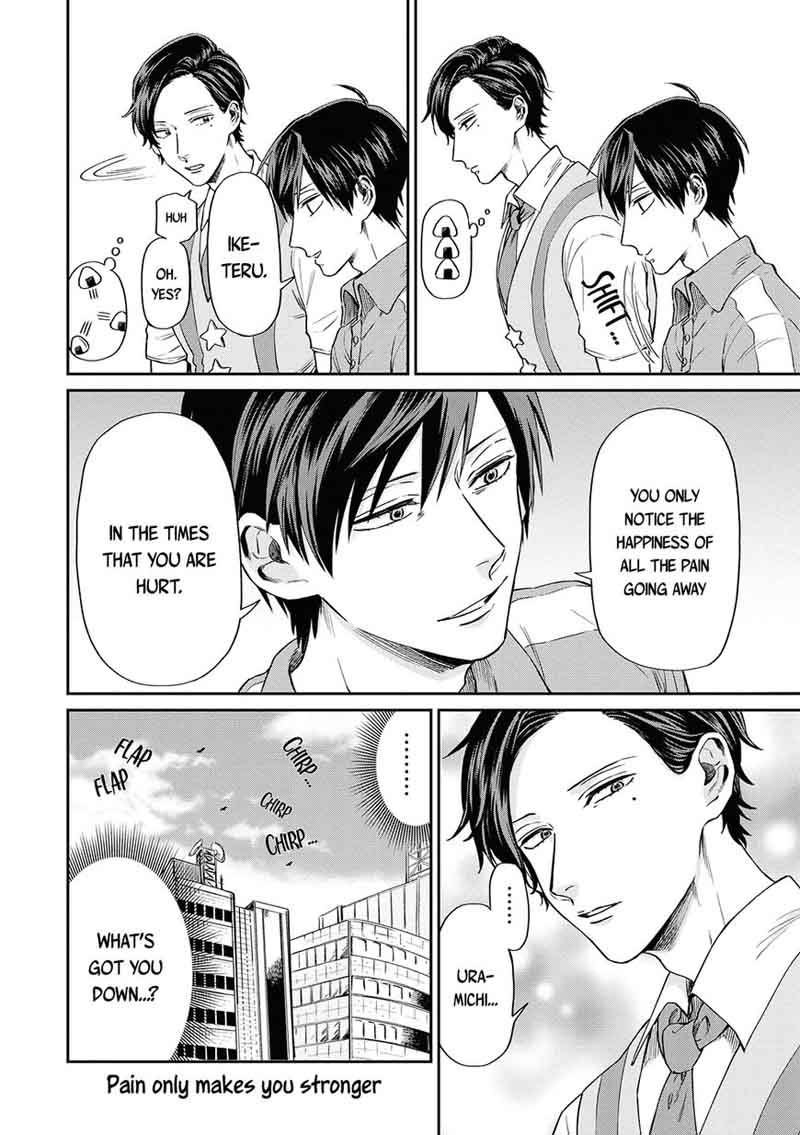 SHIFT...
IKE-
TERU.
HUH
OH.
YES?
YOU ONLY
NOTICE THE
HAPPINESS OF
ALL THE PAIN
GOING AWAY
IN THE TIMES
THAT YOU ARE
HURT.
......
URA-
MICHI...
........
CHIRP...
CHIRP
CHIRP...
FLAP
FLAP
WHAT'S
GOT YOU
DOWN...?
Pain only makes you stronger